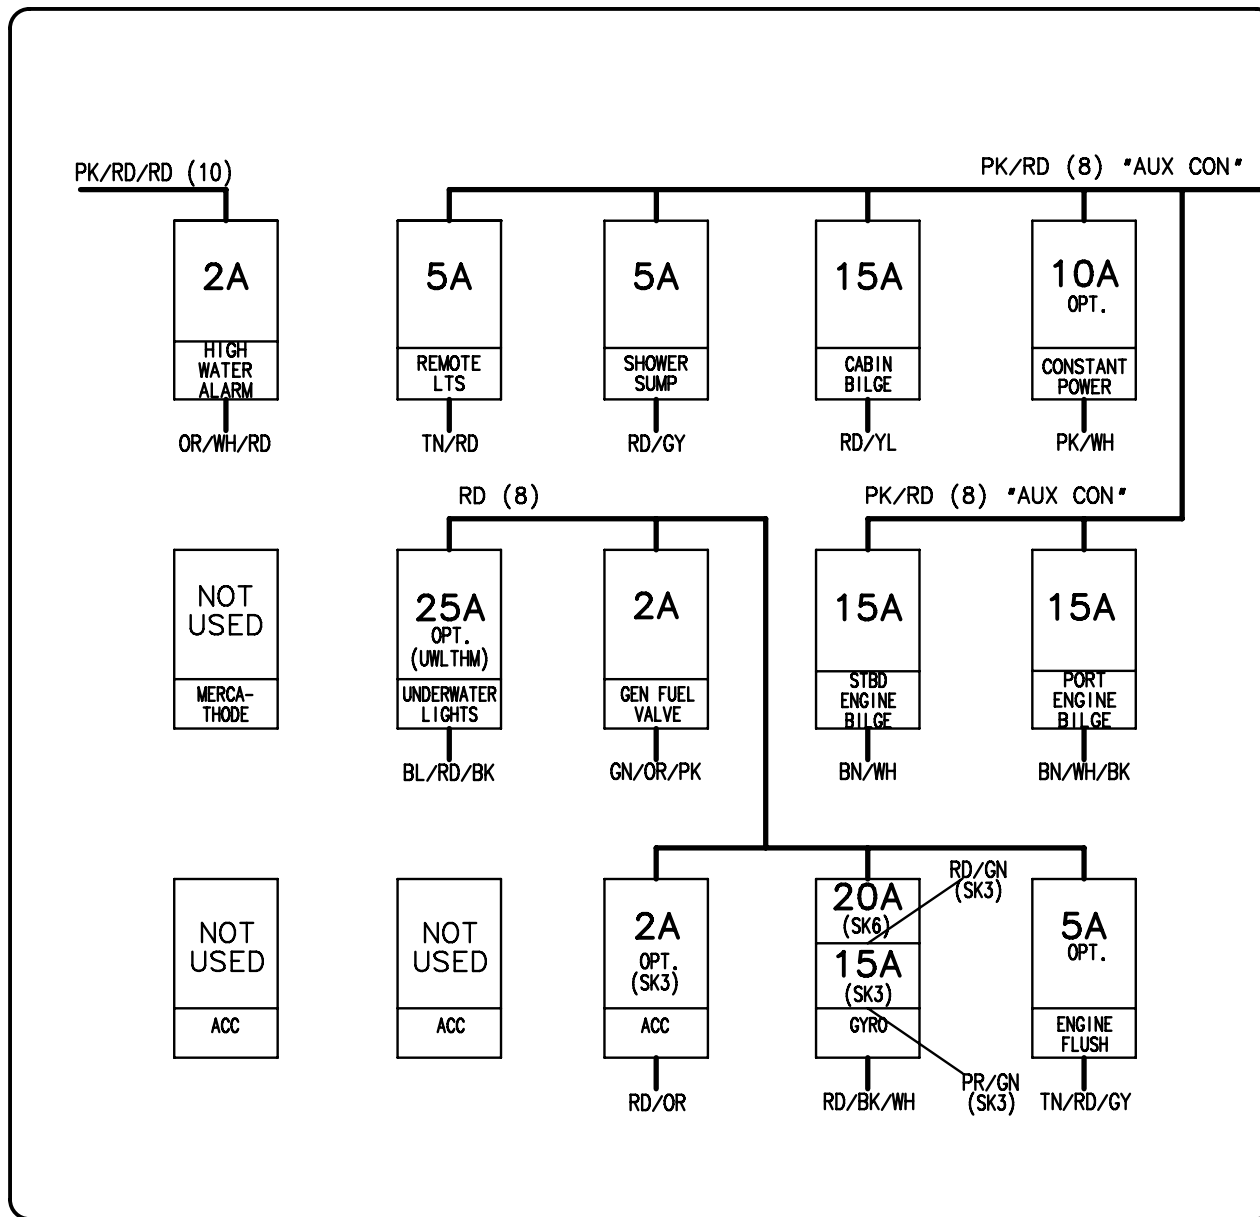 PK/RD/RD (10)
PK/RD (8) "AUX CON"
2A
HIGH
WATER
ALARM
OR/WH/RD
5A
REMOTE
LTS
TN/RD
5A
SHOWER
SUMP
RD/GY
15A
CABIN
BILGE
RD/YL
10A
OPT.
CONSTANT
POWER
PK/WH
RD (8)
PK/RD (8) "AUX CON"
NOT
USED
MERCA-
THODE
25A
OPT.
(UWLTHM)
UNDERWATER
LIGHTS
BL/RD/BK
2A
GEN FUEL
VALVE
GN/OR/PK
15A
STBD
ENGINE
BILGE
BN/WH
15A
PORT
ENGINE
BILGE
BN/WH/BK
NOT
USED
ACC
NOT
USED
ACC
2A
OPT.
(SK3)
ACC
RD/OR
20A
(SK6)
15A
(SK3)
GYRO
RD/BK/WH
RD/GN
(SK3)
PR/GN
(SK3)
5A
OPT.
ENGINE
FLUSH
TN/RD/GY